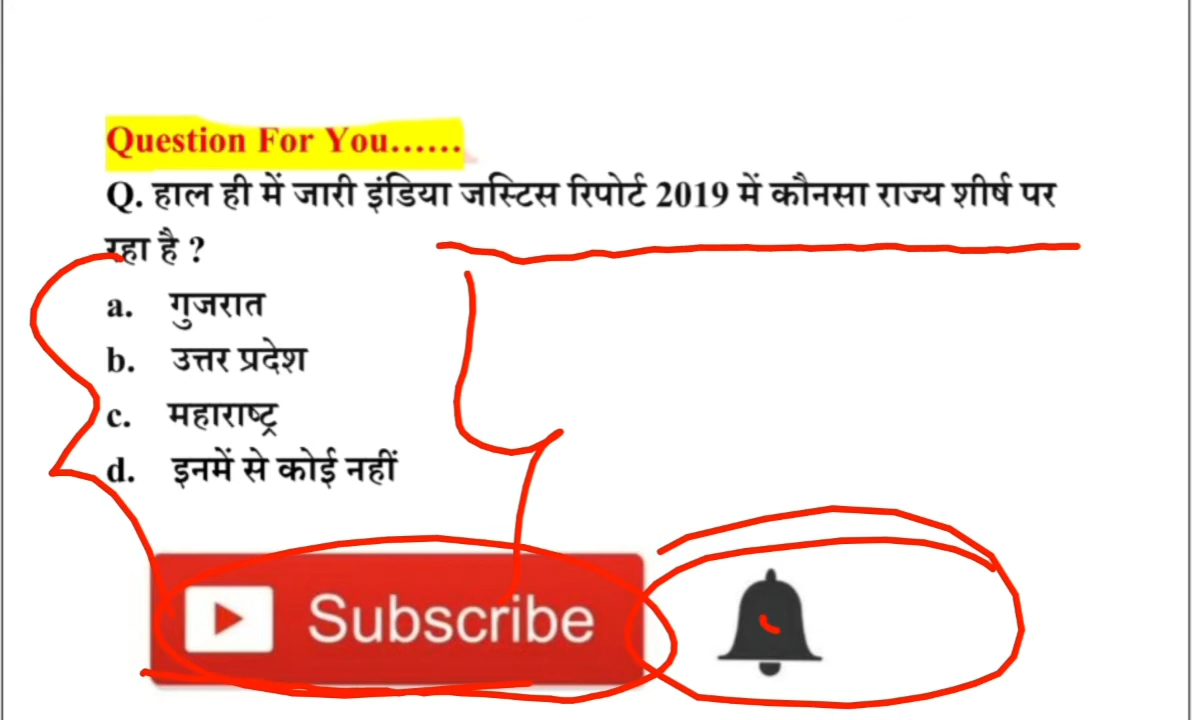 Question For You......
Q. हाल ही में जारी इंडिया जस्टिस रिपोर्ट 2019 में कौनसा राज्य शीर्ष पर
रहा है ?
a. गुजरात
b. उत्तर प्रदेश
c. महाराष्ट्र
d. इनमें से कोई नहीं
Subscribe